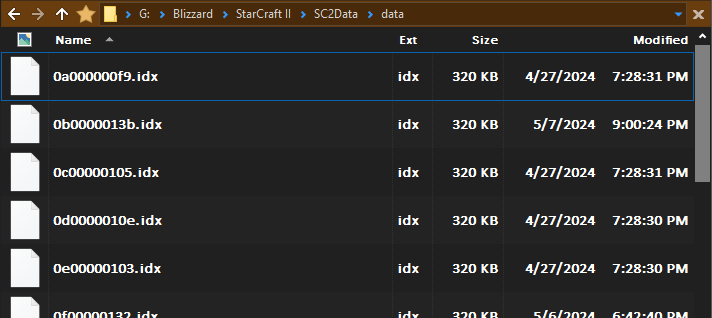 G: Blizzard StarCraft II SC2Data data
Name Ext Size Modified
0a000000f9.idx idx 320 KB 4/27/2024 7:28:31 PM
0b0000013b.idx idx 320 KB 5/7/2024 9:00:24 PM
0c00000105.idx idx 320 KB 4/27/2024 7:28:31 PM
0d0000010e.idx idx 320 KB 4/27/2024 7:28:30 PM
0e00000103.idx idx 320 KB 4/27/2024 7:28:30 PM
0f00000132.idx idx 320 KB 5/6/2024 6:42:40 PM